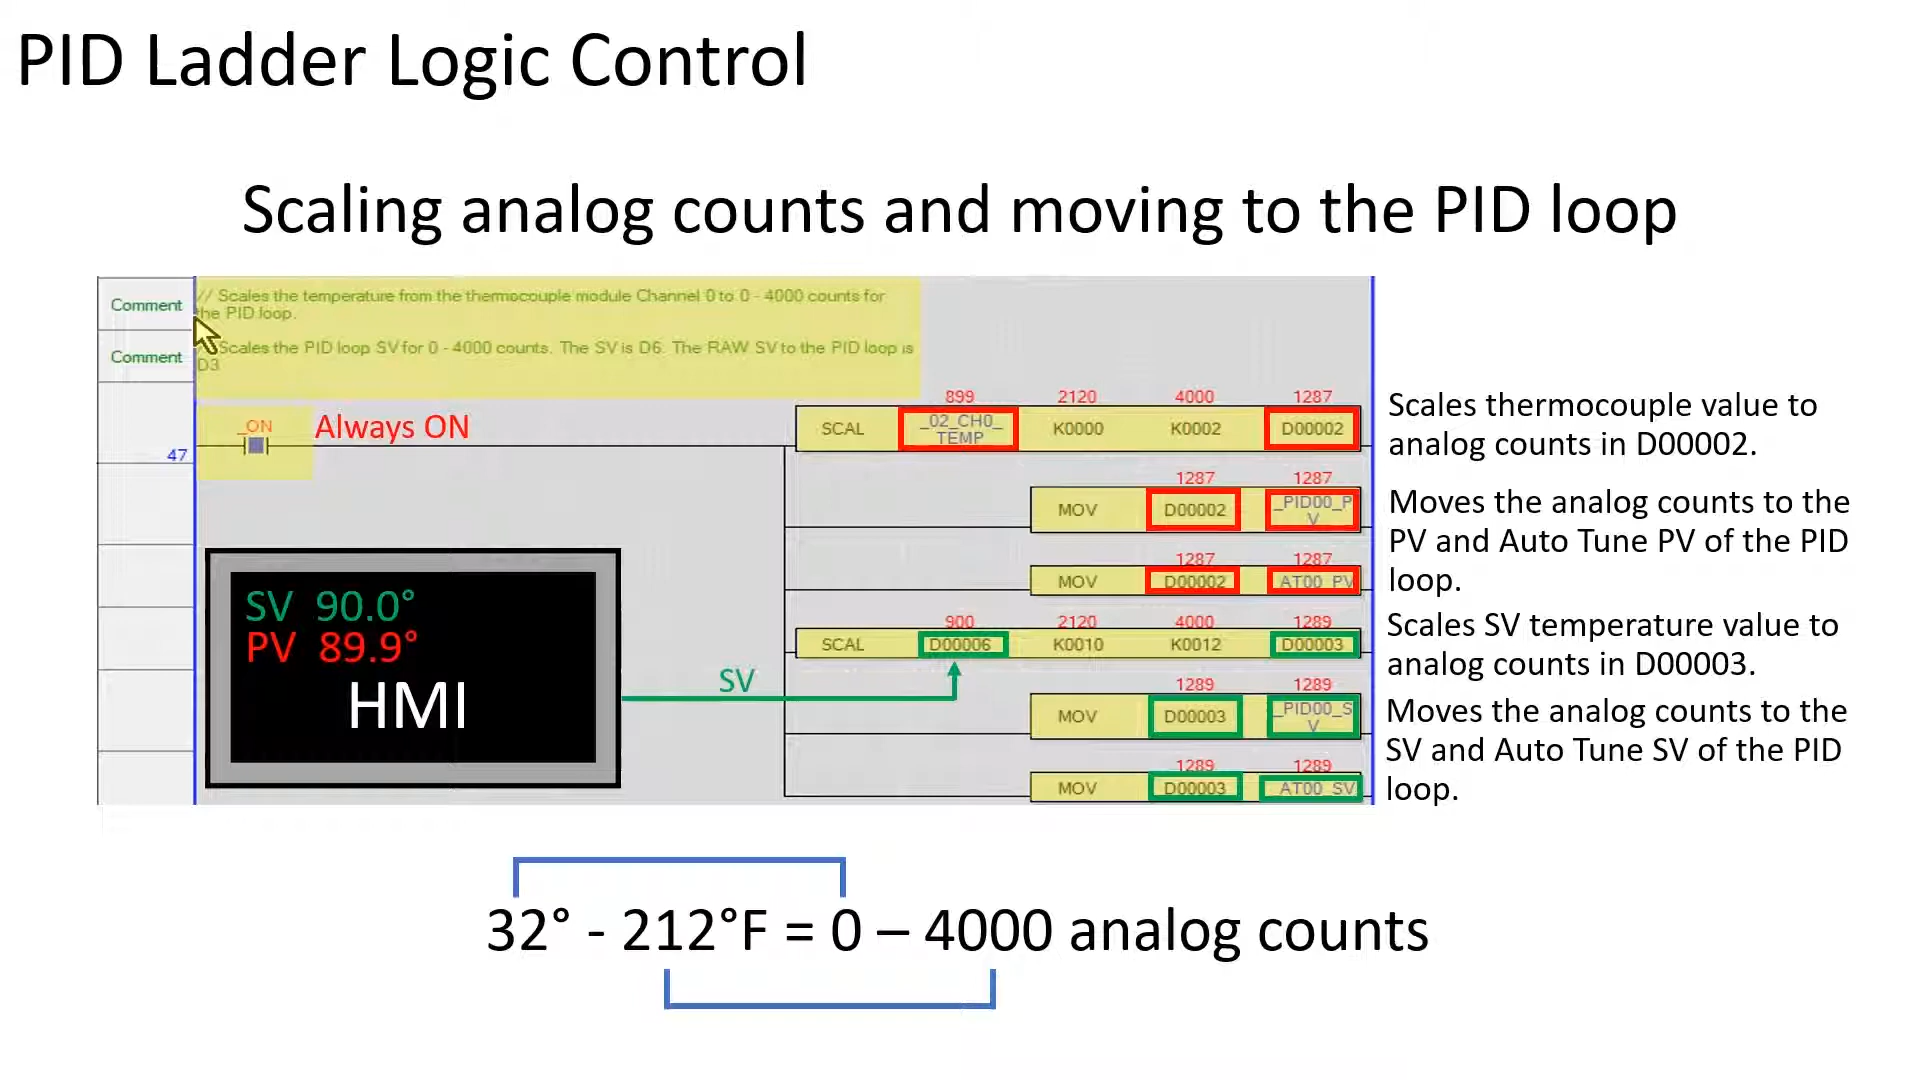 PID Ladder Logic Control
Scaling analog counts and moving to the PID loop
Comment
// Scales the temperature from the thermocouple module Channel 0 to 0 - 4000 counts for
the PID loop.
Comment
Scales the PID loop SV for 0 - 4000 counts. The SV is D6. The RAW SV to the PID loop is
D3
_ON
Always ON
47
899 2120 4000 1287
SCAL _02_CH0_ K0000 K0002 D00002
TEMP
Scales thermocouple value to
analog counts in D00002.
1287 1287
MOV D00002 _PID00_P
V
1287 1287
MOV D00002 AT00_PV
Moves the analog counts to the
PV and Auto Tune PV of the PID
loop.
SV 90.0°
PV 89.9°
HMI
SV
900 2120 4000 1289
SCAL D00006 K0010 K0012 D00003
Scales SV temperature value to
analog counts in D00003.
1289 1289
MOV D00003 _PID00_S
V
1289 1289
MOV D00003 AT00_SV
Moves the analog counts to the
SV and Auto Tune SV of the PID
loop.
32° - 212°F = 0 – 4000 analog counts